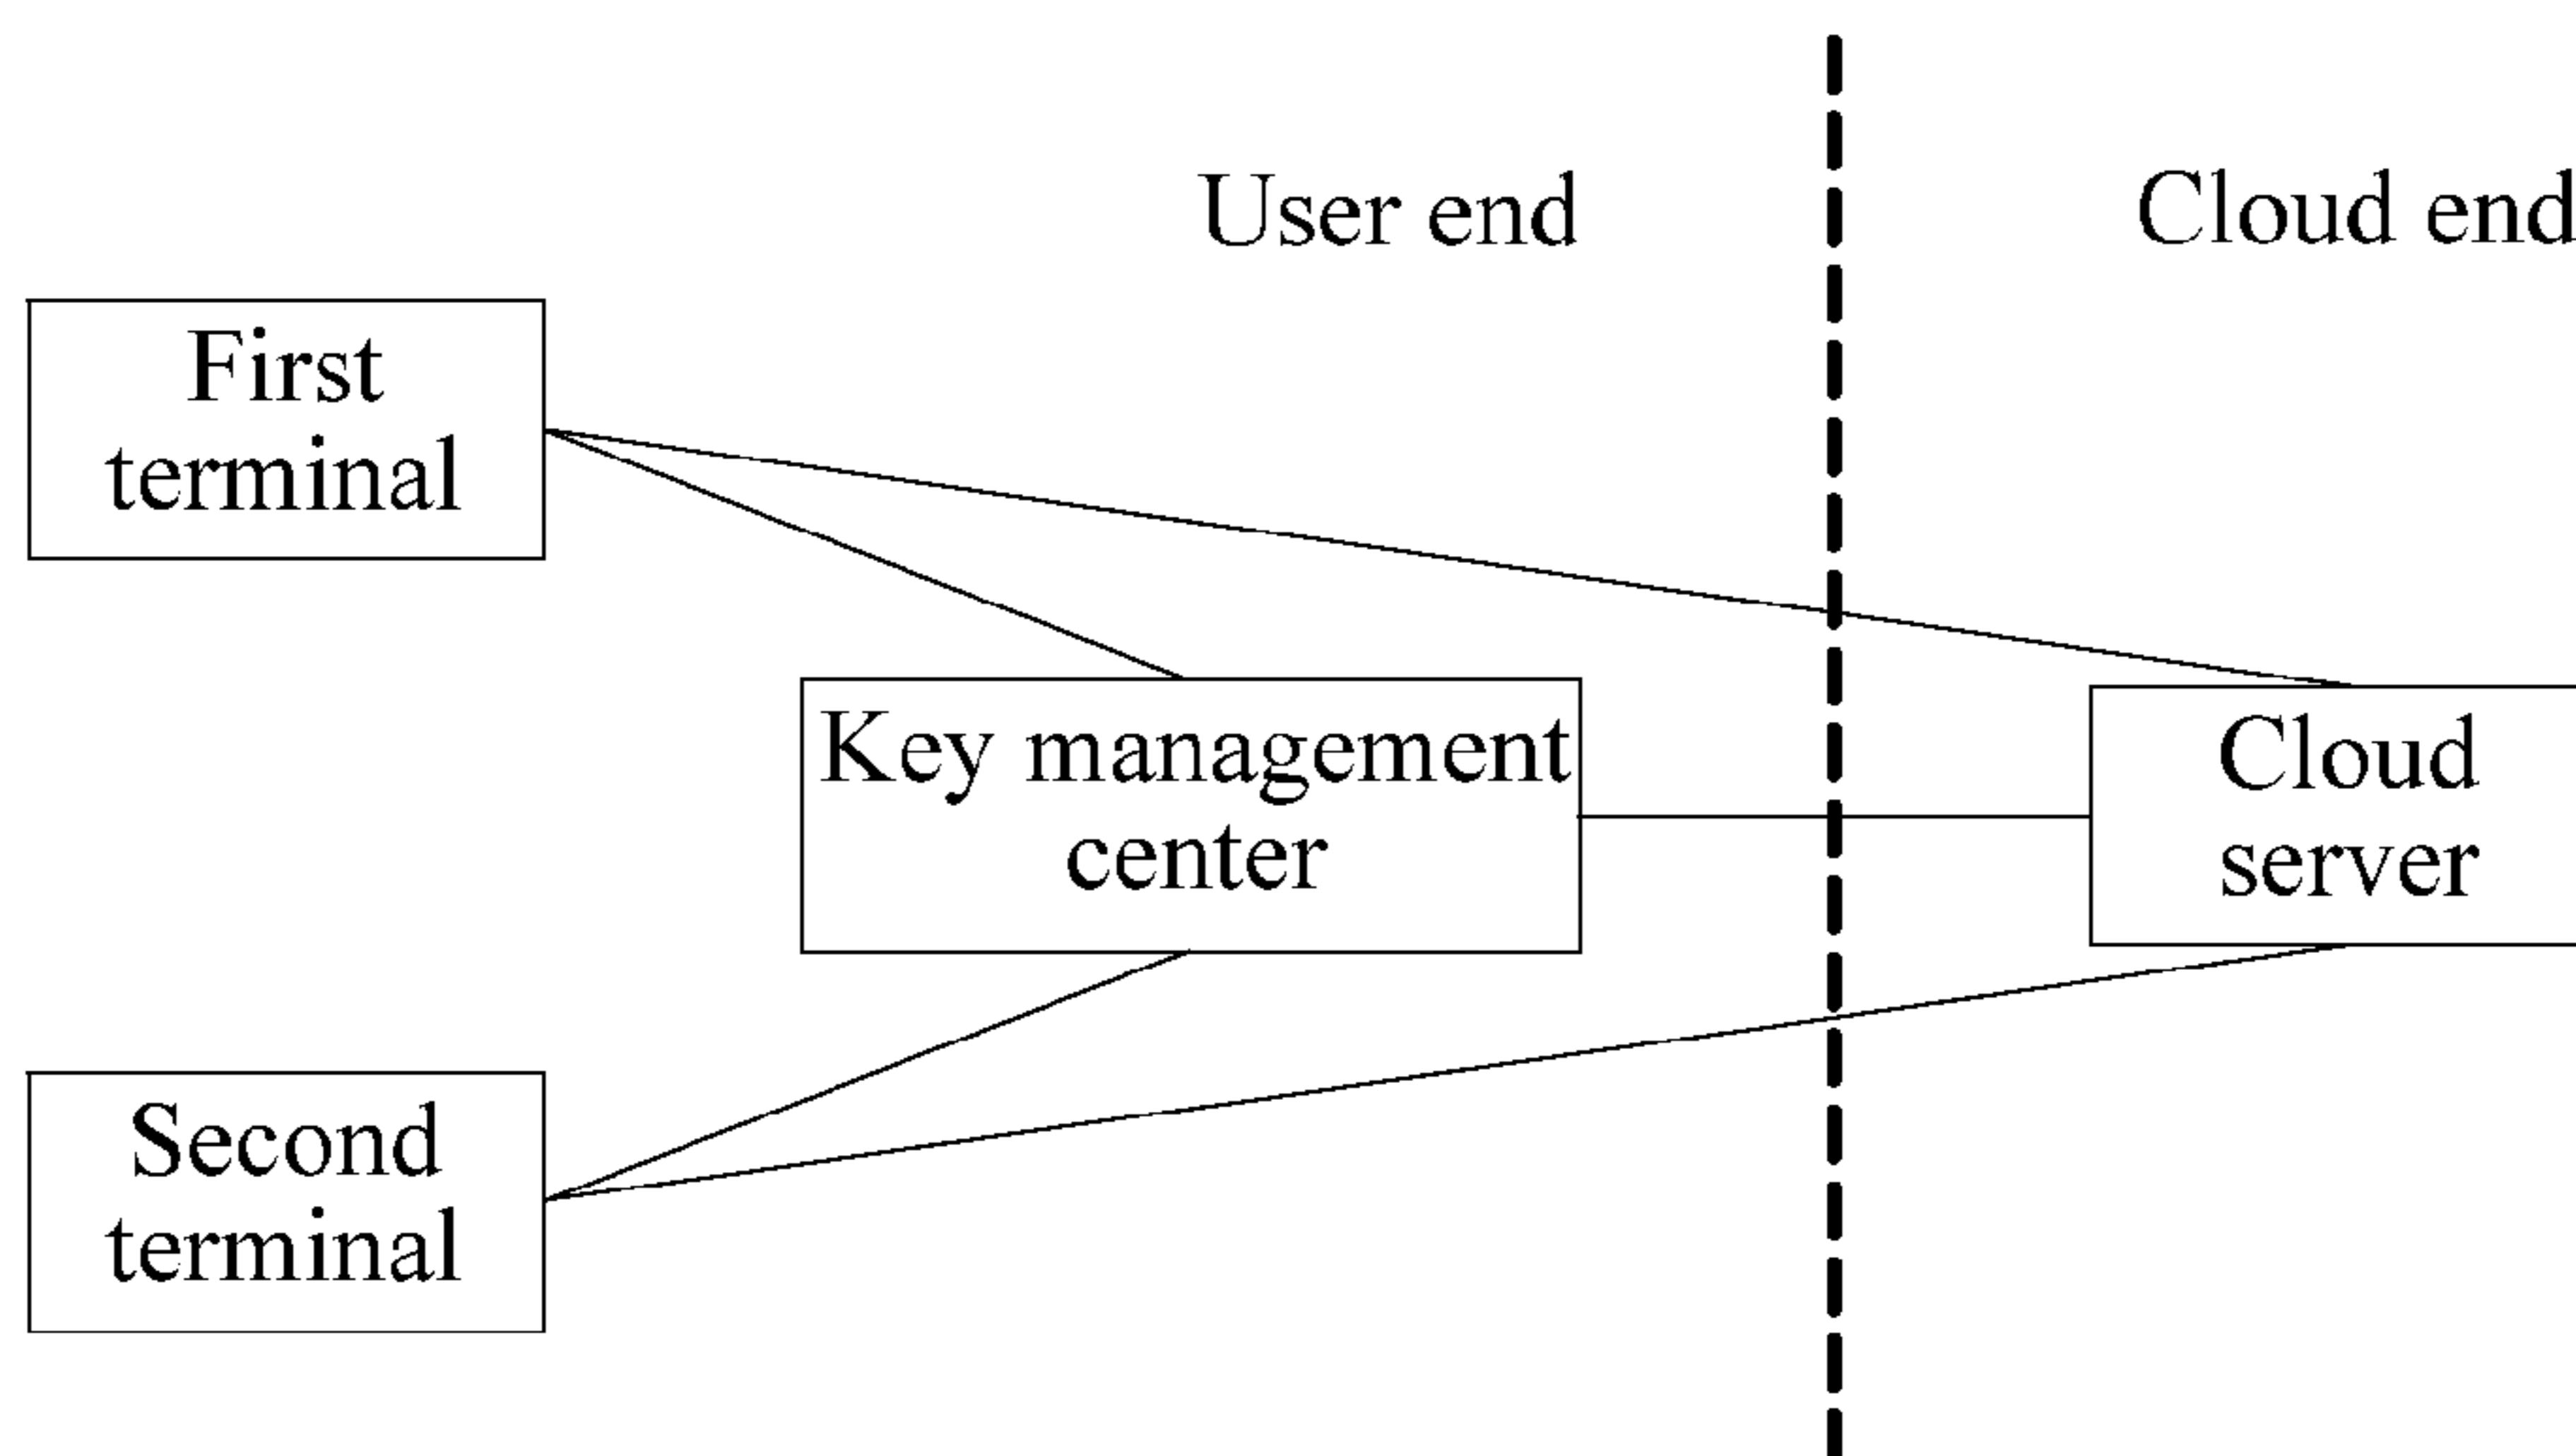 User end
Cloud end
First
terminal
Key management
center
Cloud
server
Second
terminal